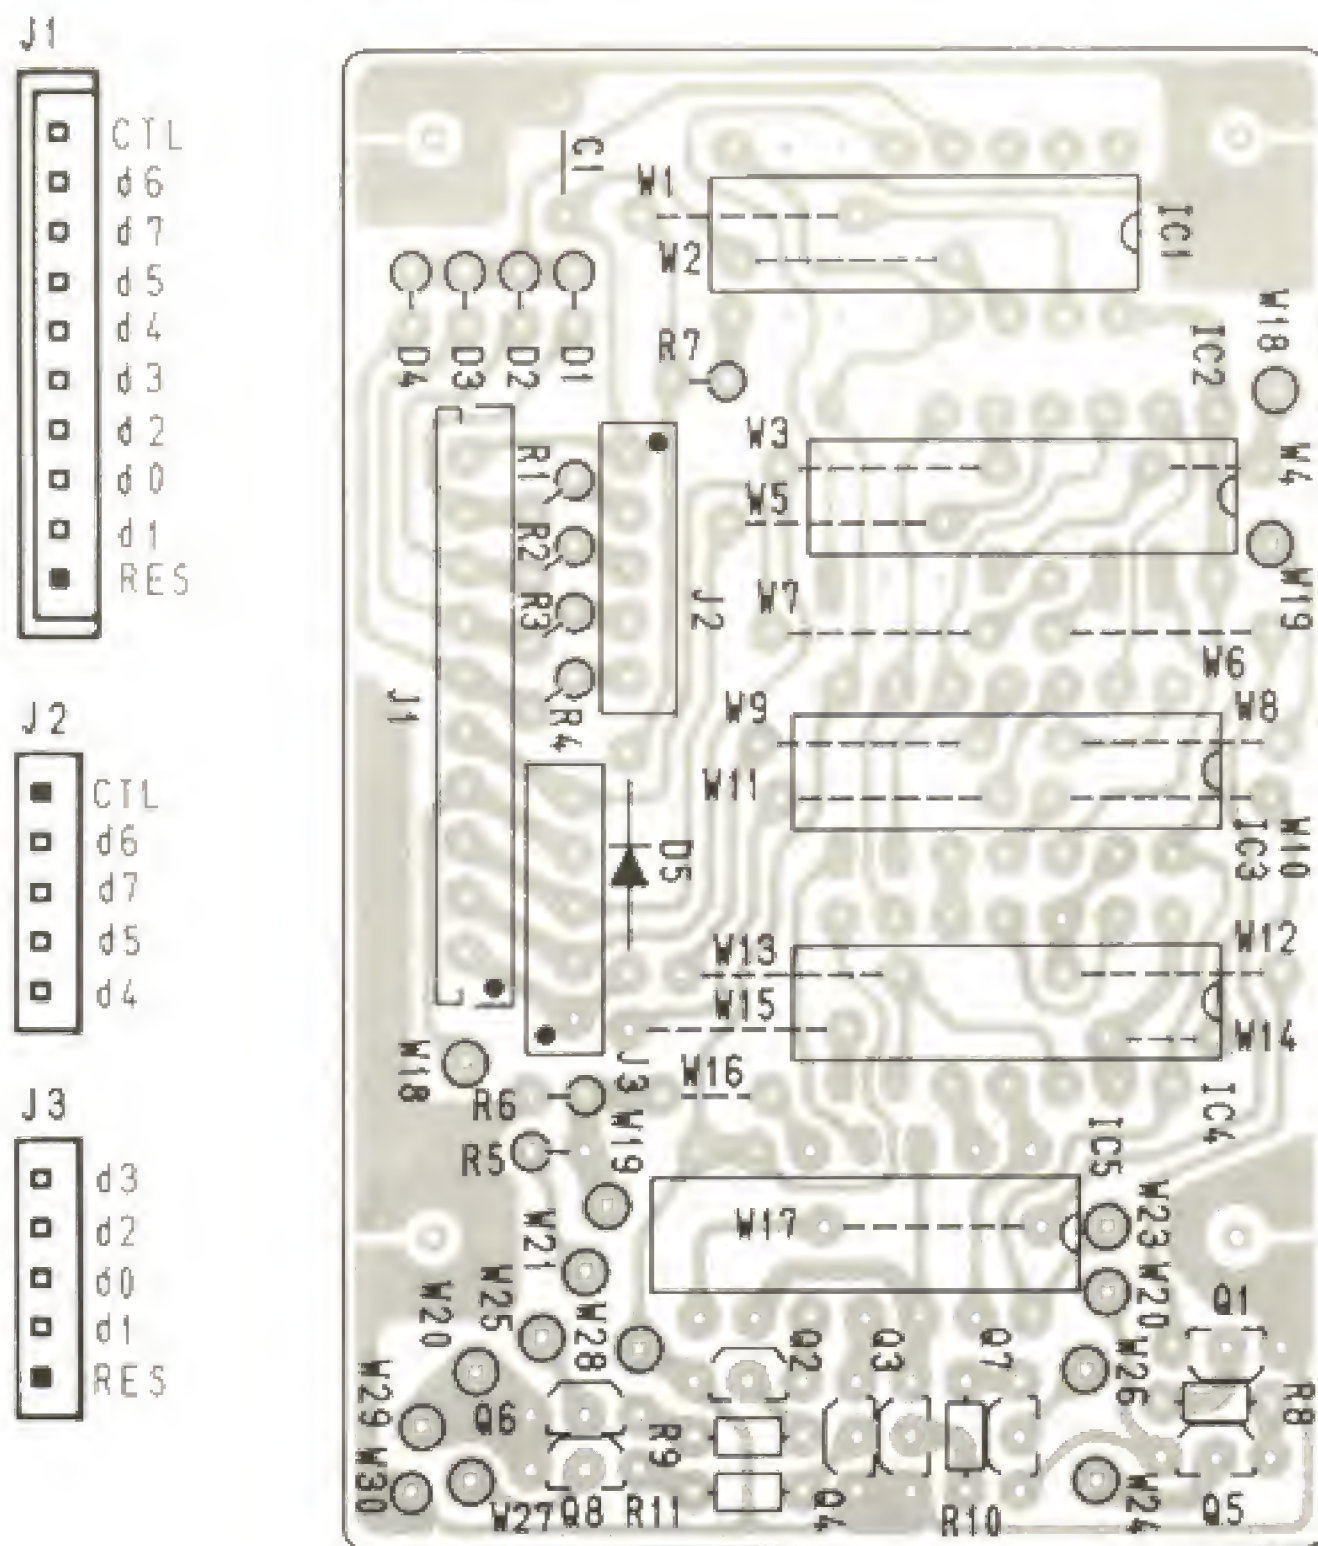 J1
CTL
d6
d7
d5
d4
d3
d2
d0
d1
RES
J2
CTL
d6
d7
d5
d4
J3
d3
d2
d0
d1
RES
C1
W1
IC1
W2
D4
D3
D2
D1
R7
IC2
W18
W3
W4
R1
W5
R2
W7
W19
R3
J2
W6
J1
R4
W9
W8
W11
D5
IC3
W10
W13
W12
W15
W14
W18
J3
W16
R6
IC4
R5
W19
IC5
W17
W23
W21
W20
W25
W20
W28
Q1
Q2
Q3
Q7
W26
W29
Q6
R9
R8
W30
W27
Q8
R11
Q4
R10
W24
Q5